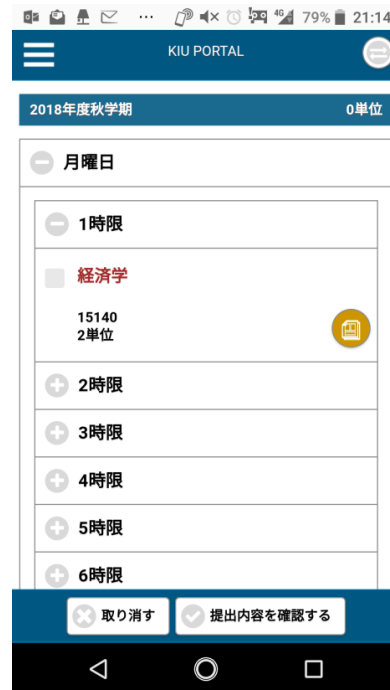 79% 21:14
KIU PORTAL
2018年度秋学期 0単位
月曜日
1時限
経済学
15140
2単位
2時限
3時限
4時限
5時限
6時限
取り消す 提出内容を確認する